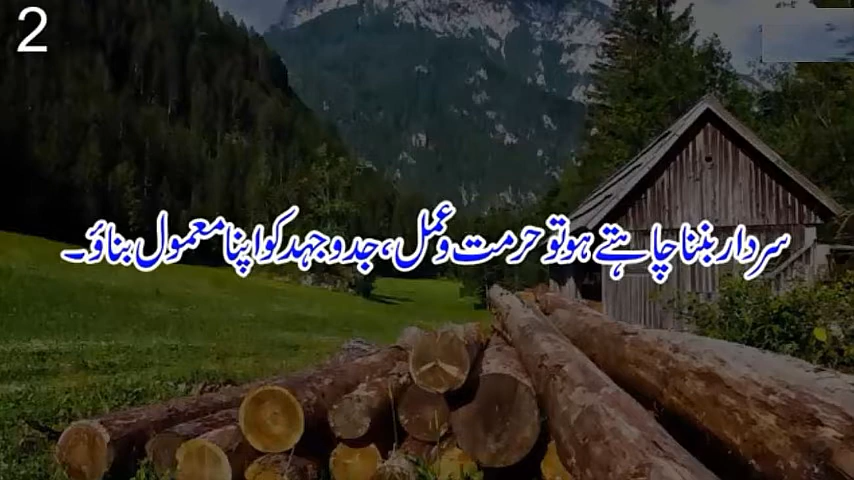 2
سردار بننا چاہتے ہو تو حرمت و عمل، جدوجہد کو اپنا معمول بناؤ۔